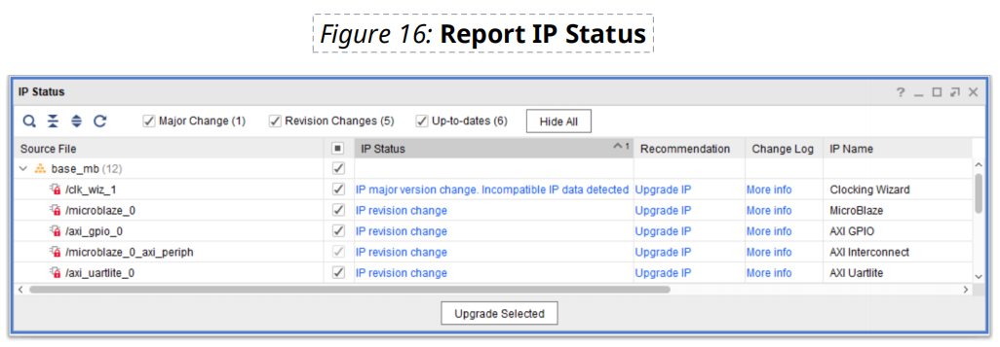 Figure 16: Report IP Status
IP Status
Major Change (1) Revision Changes (5) Up-to-dates (6) Hide All
Source File IP Status 1 Recommendation Change Log IP Name
base_mb (12)
/clk_wiz_1 IP major version change. Incompatible IP data detected Upgrade IP More info Clocking Wizard
/microblaze_0 IP revision change Upgrade IP More info MicroBlaze
/axi_gpio_0 IP revision change Upgrade IP More info AXI GPIO
/microblaze_0_axi_periph IP revision change Upgrade IP More info AXI Interconnect
/axi_uartlite_0 IP revision change Upgrade IP More info AXI Uartlite
Upgrade Selected